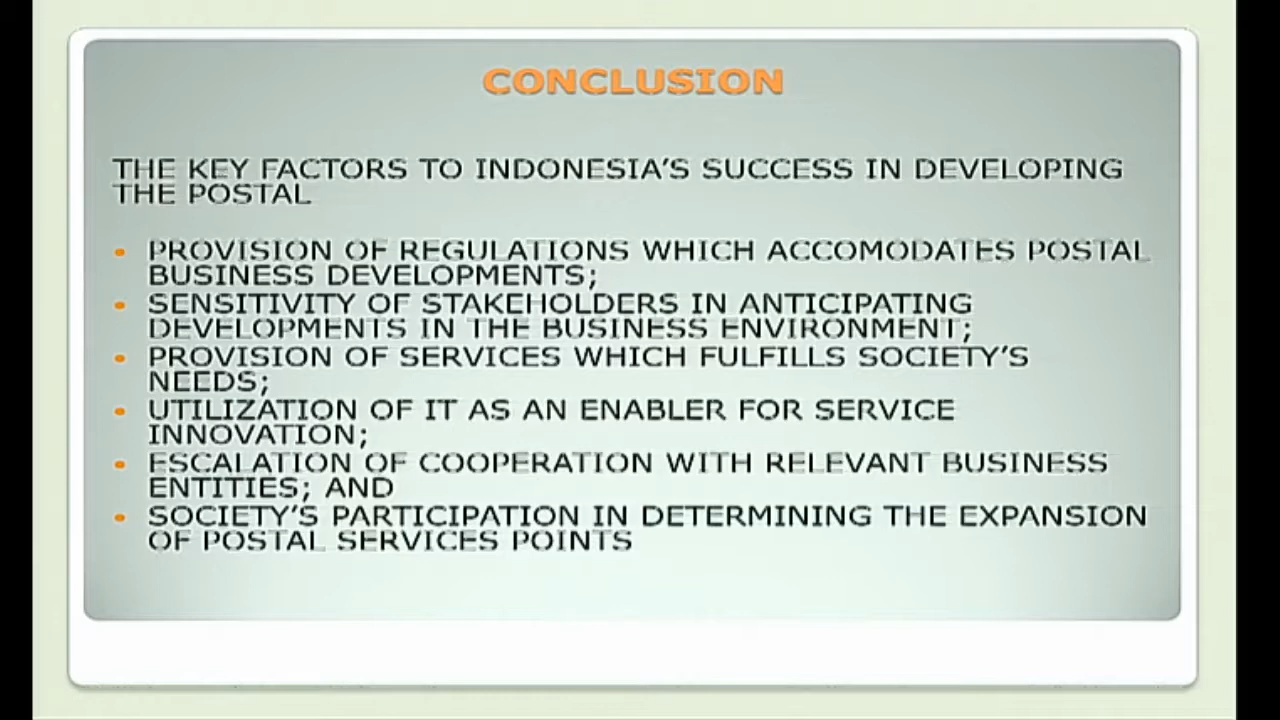 CONCLUSION
THE KEY FACTORS TO INDONESIA'S SUCCESS IN DEVELOPING
THE POSTAL
• PROVISION OF REGULATIONS WHICH ACCOMODATES POSTAL
BUSINESS DEVELOPMENTS;
• SENSITIVITY OF STAKEHOLDERS IN ANTICIPATING
DEVELOPMENTS IN THE BUSINESS ENVIRONMENT;
• PROVISION OF SERVICES WHICH FULFILLS SOCIETY'S
NEEDS;
• UTILIZATION OF IT AS AN ENABLER FOR SERVICE
INNOVATION;
• ESCALATION OF COOPERATION WITH RELEVANT BUSINESS
ENTITIES; AND
• SOCIETY'S PARTICIPATION IN DETERMINING THE EXPANSION
OF POSTAL SERVICES POINTS